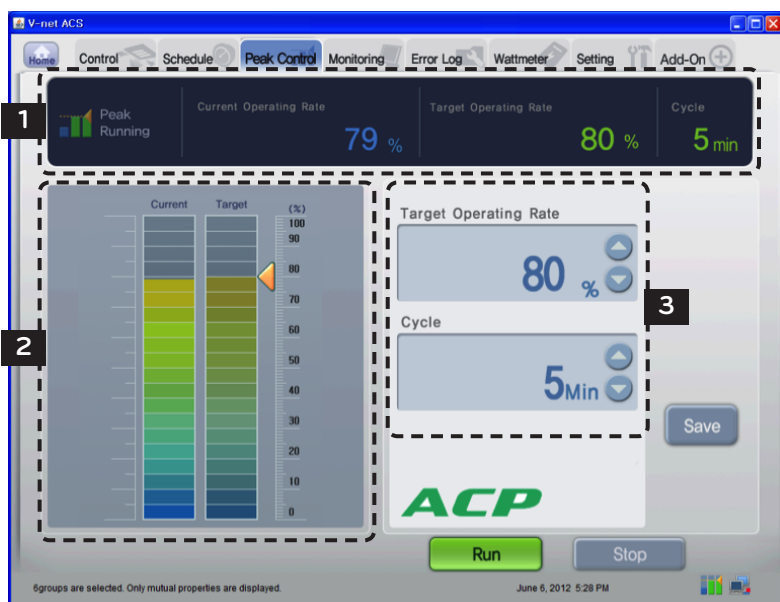 V-net ACS
Home Control Schedule Peak Control Monitoring Error Log Wattmeter Setting Add-On
1
Peak
Running
Current Operating Rate
79 %
Target Operating Rate
80 %
Cycle
5 min
2
Current Target (%)
100
90
80
70
60
50
40
30
20
10
0
3
Target Operating Rate
80 %
Cycle
5 Min
Save
ACP
Run Stop
6groups are selected. Only mutual properties are displayed.
June 6, 2012 5:28 PM